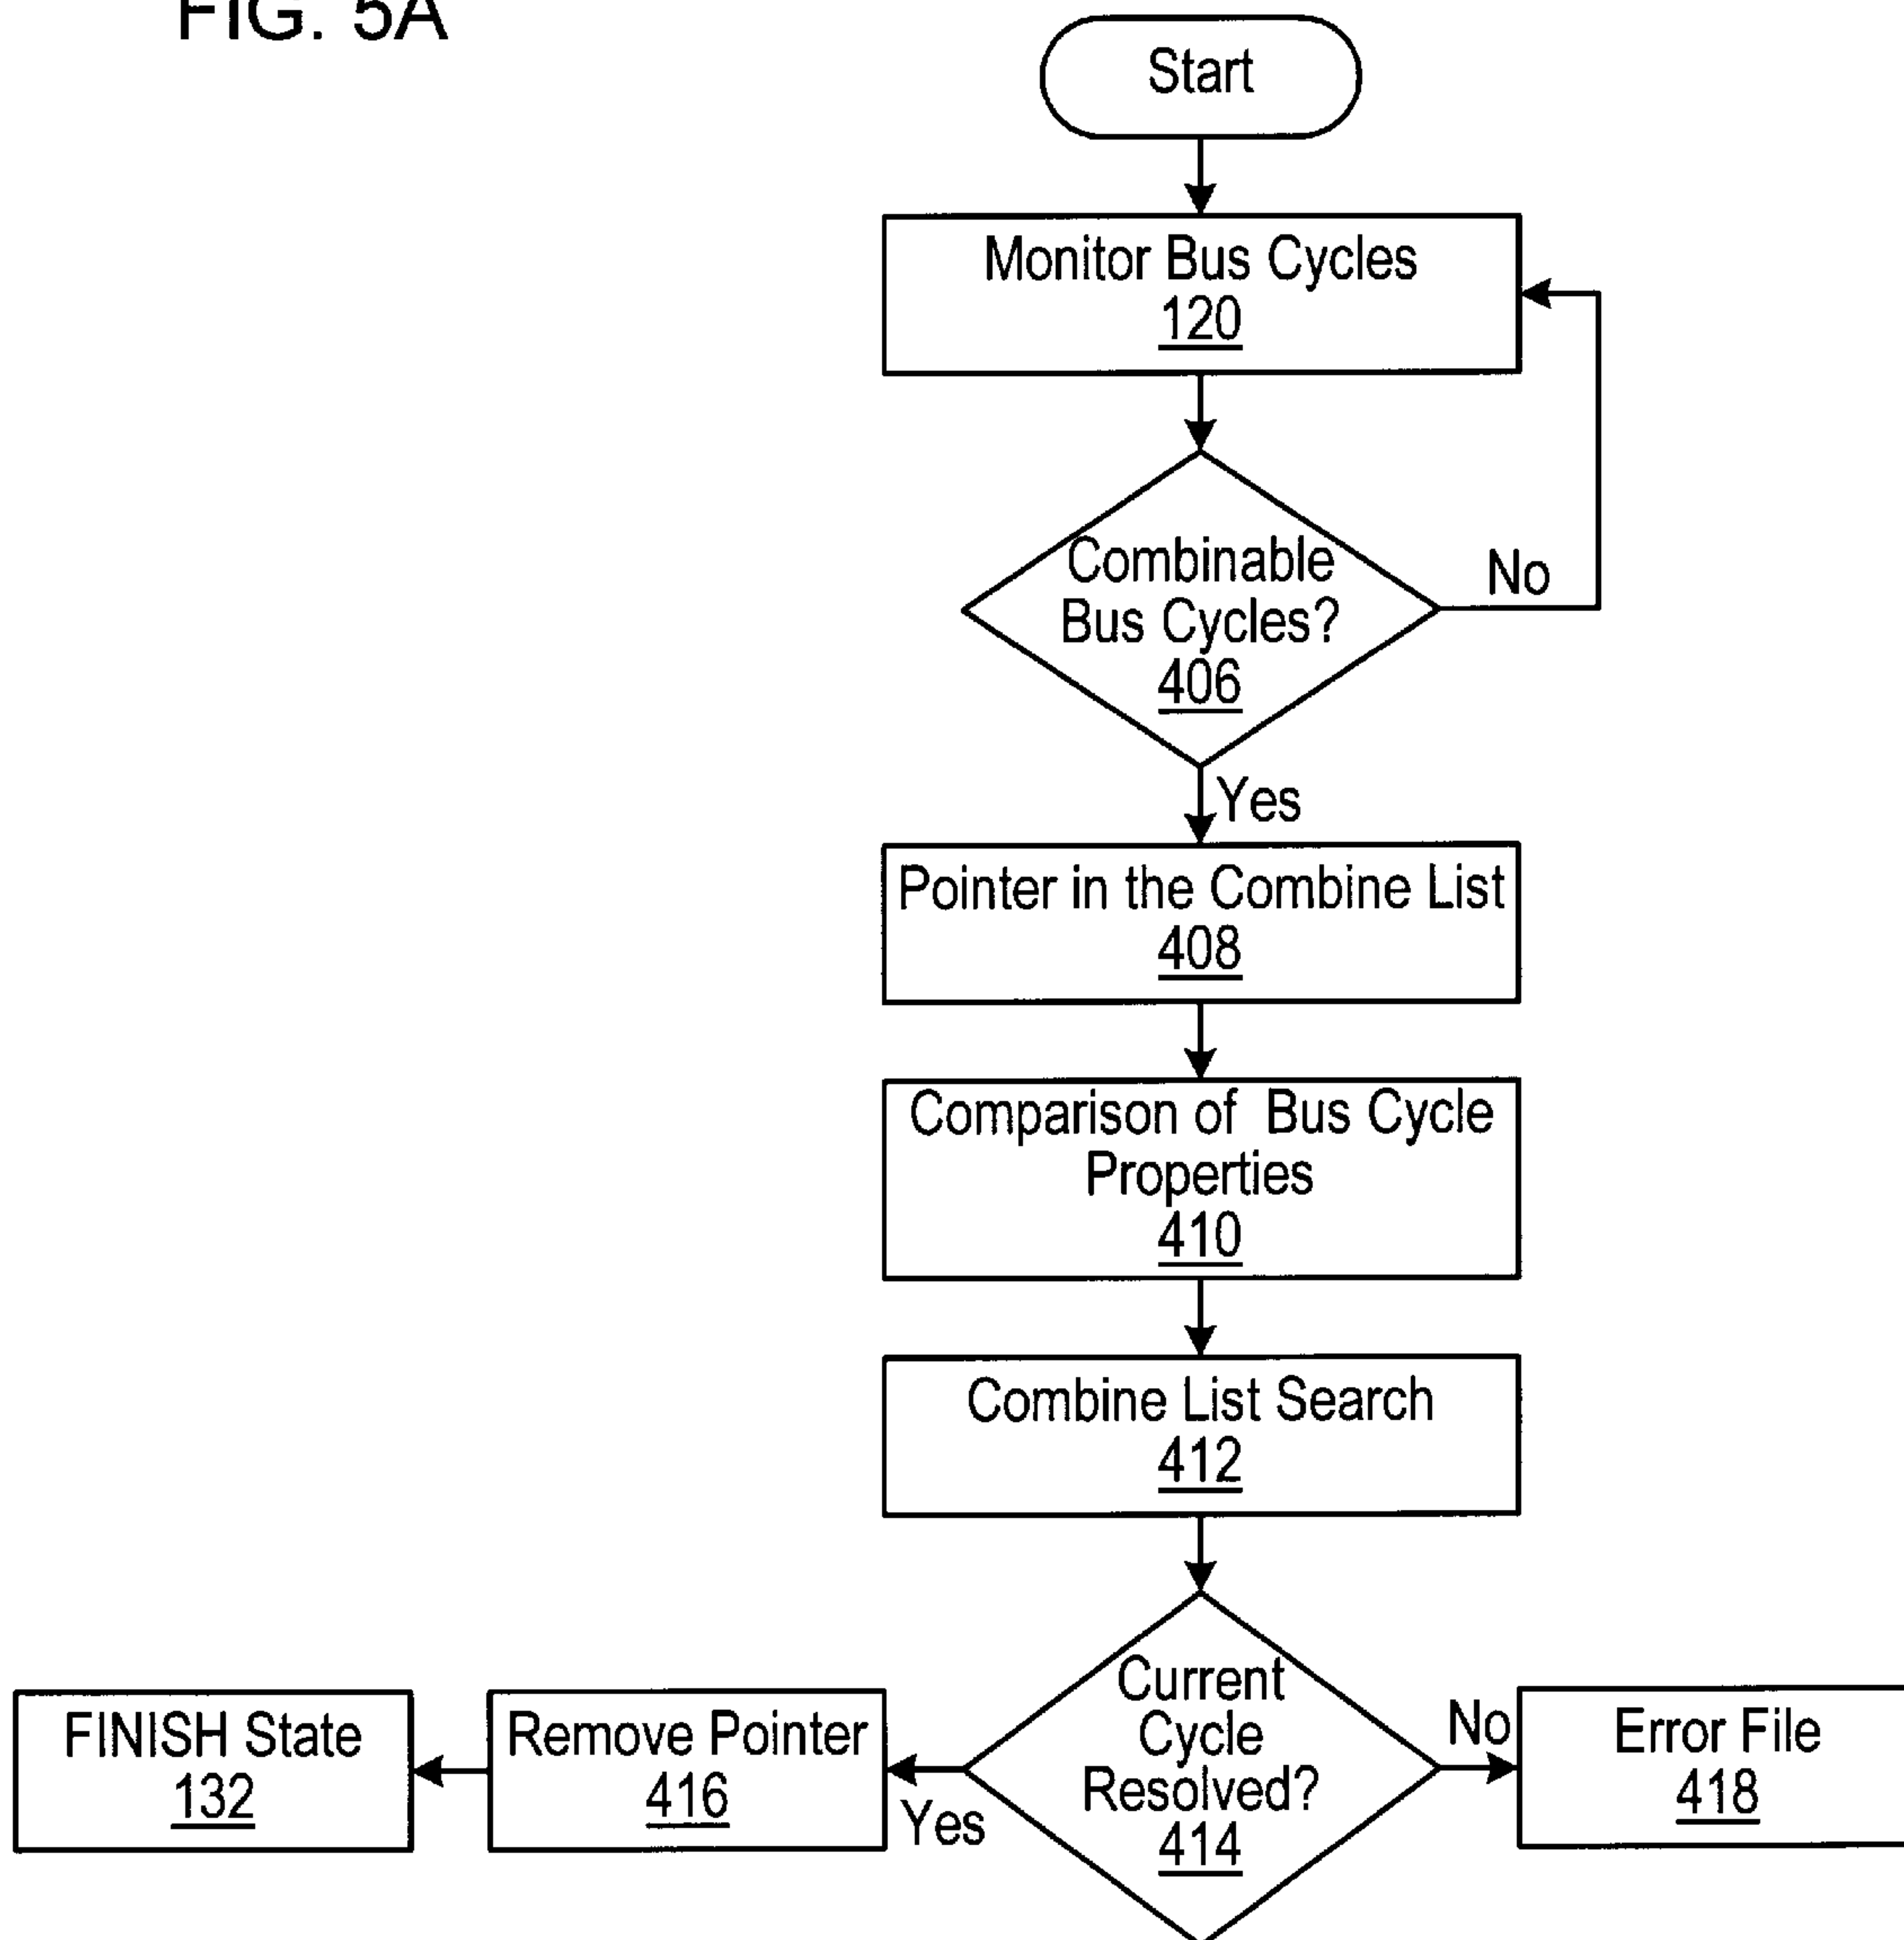 FIG. 5A
Start
Monitor Bus Cycles
120
Combinable
Bus Cycles?
406
No
Yes
Pointer in the Combine List
408
Comparison of Bus Cycle
Properties
410
Combine List Search
412
Current
Cycle
Resolved?
414
Yes
No
Remove Pointer
416
FINISH State
132
Error File
418